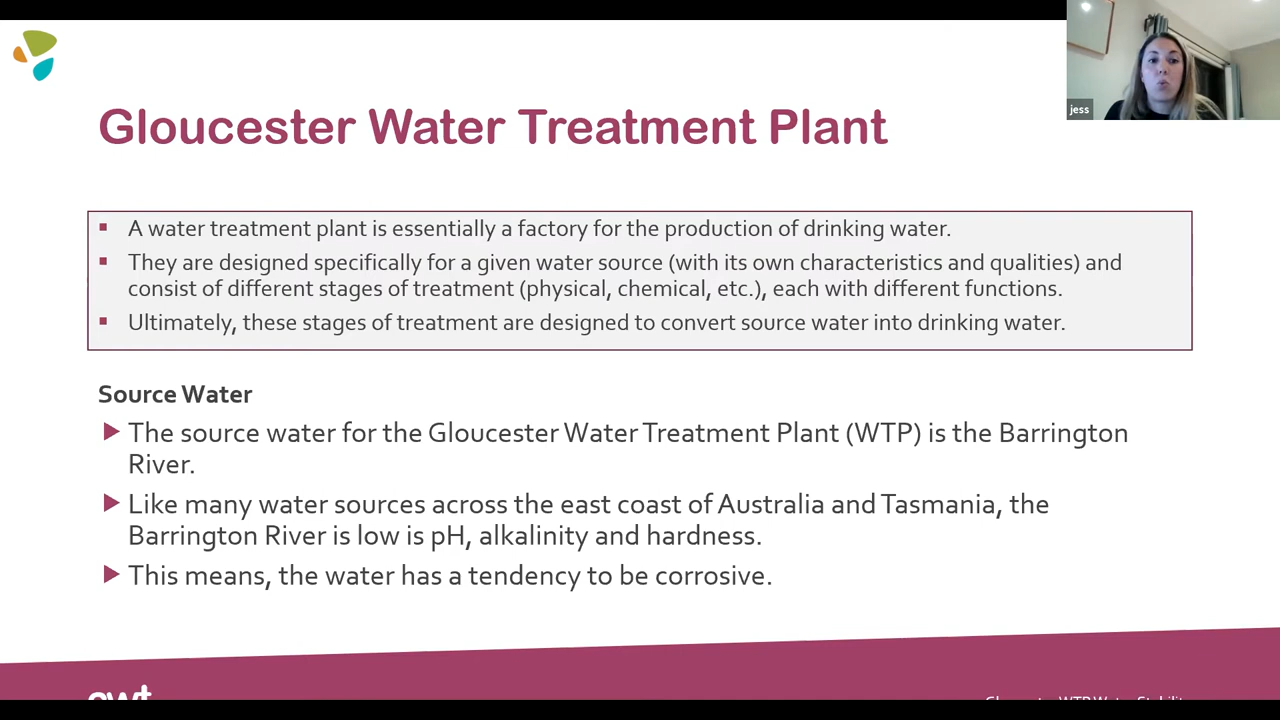 jess
Gloucester Water Treatment Plant
A water treatment plant is essentially a factory for the production of drinking water.
They are designed specifically for a given water source (with its own characteristics and qualities) and
consist of different stages of treatment (physical, chemical, etc.), each with different functions.
Ultimately, these stages of treatment are designed to convert source water into drinking water.
Source Water
The source water for the Gloucester Water Treatment Plant (WTP) is the Barrington
River.
Like many water sources across the east coast of Australia and Tasmania, the
Barrington River is low is pH, alkalinity and hardness.
This means, the water has a tendency to be corrosive.
cwt
Gloucester WTP Water